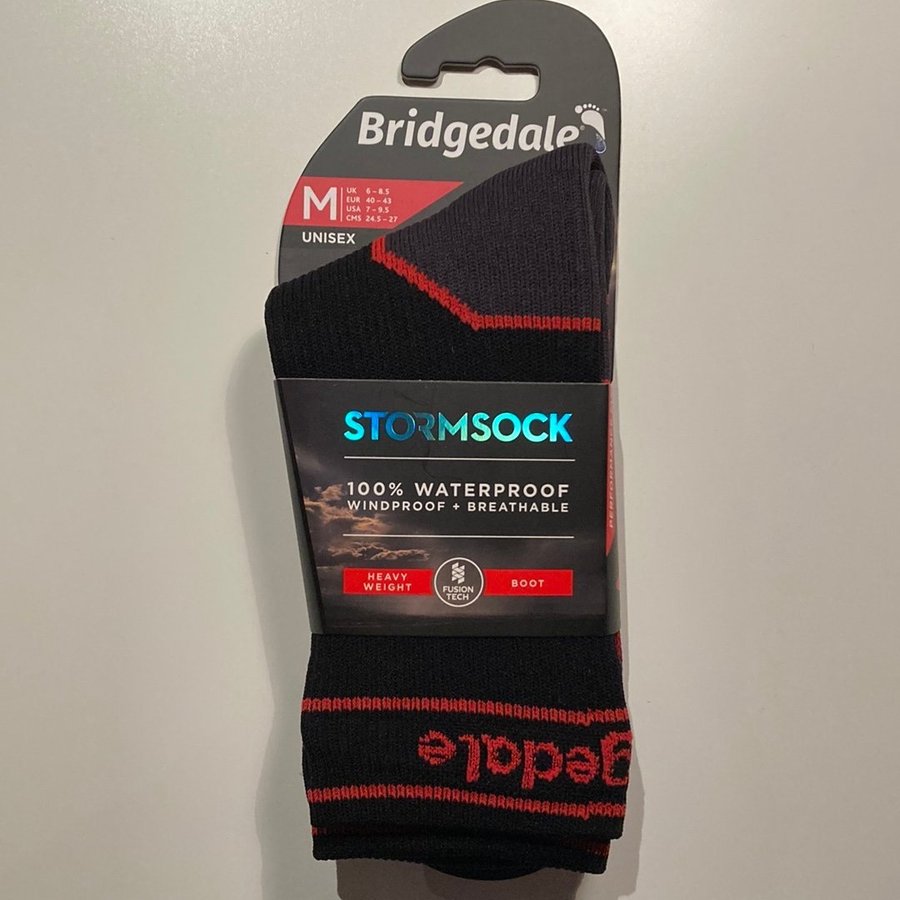 Bridgedale
M
UK 6 – 8.5
EUR 40 – 43
USA 7 – 9.5
CMS 24.5 – 27
UNISEX
STORMSOCK
100% WATERPROOF
WINDPROOF + BREATHABLE
HEAVY
WEIGHT
FUSION
TECH
BOOT
gedale